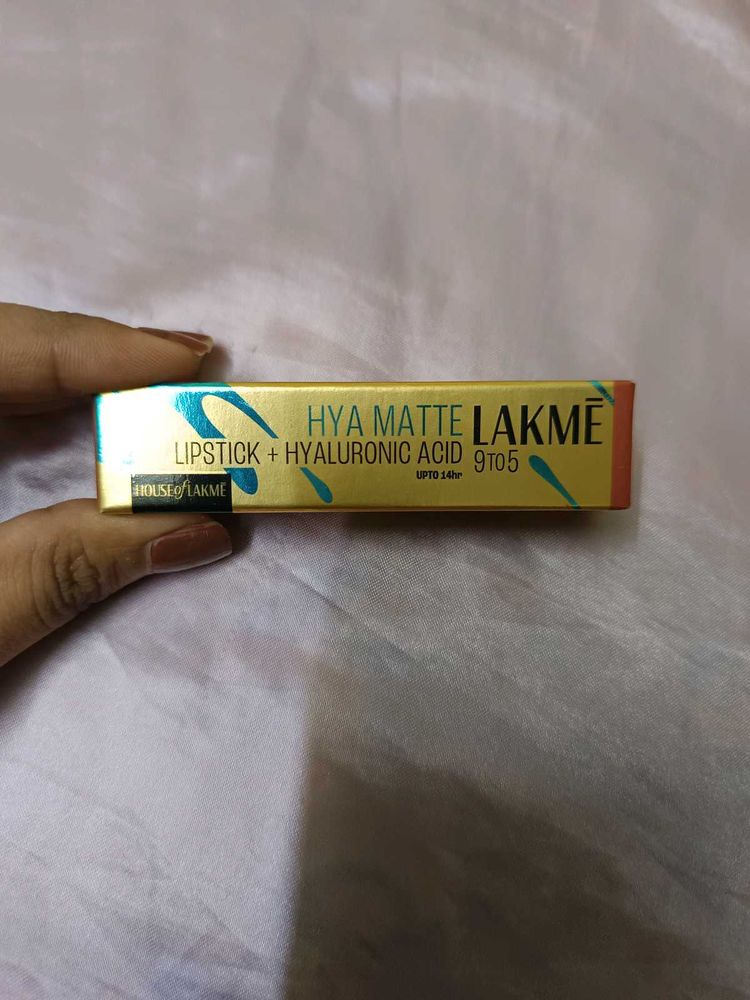 HYA MATTE
LIPSTICK + HYALURONIC ACID
UPTO 14hr
LAKMĒ
9TO5
HOUSE of LAKMĒ